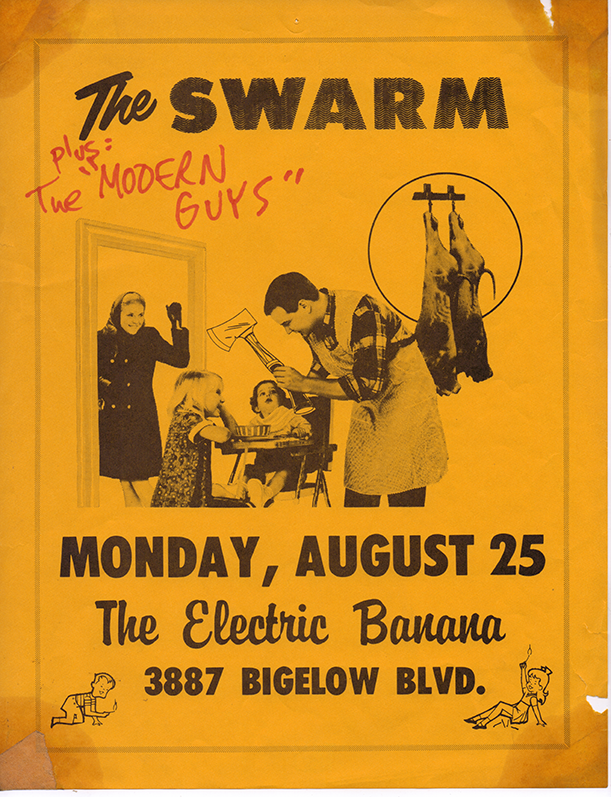 The SWARM
plus:
The "MODERN
GUYS"
MONDAY, AUGUST 25
The Electric Banana
3887 BIGELOW BLVD.